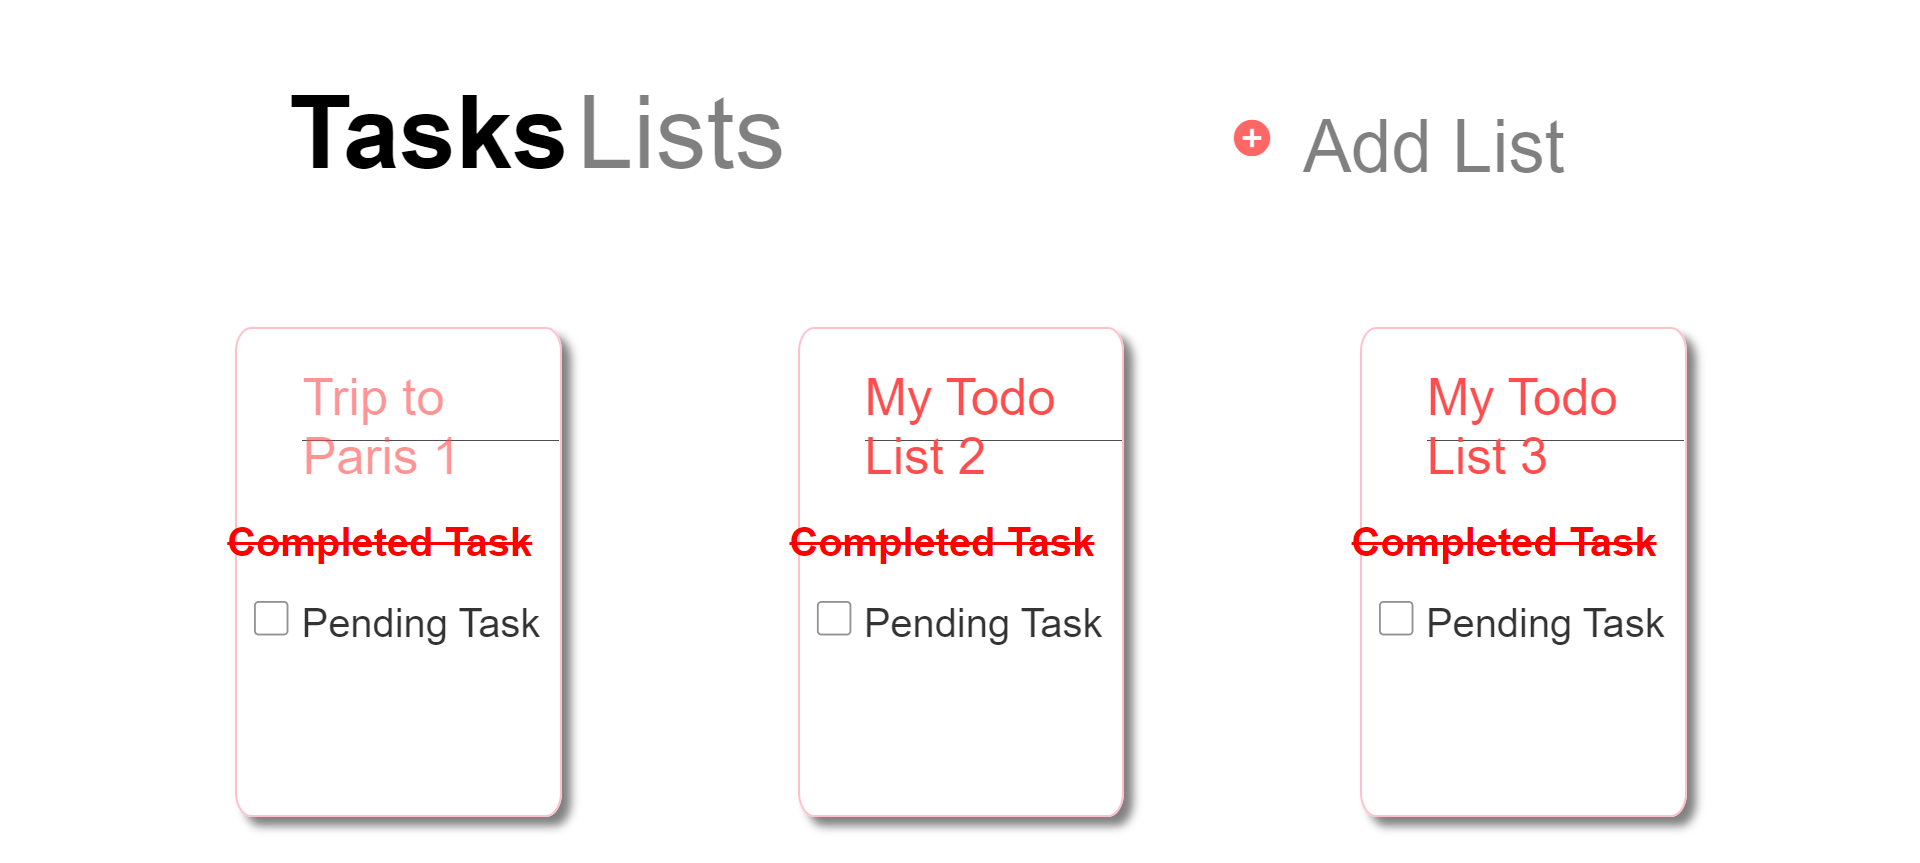 Tasks Lists
Add List
Trip to
Paris 1
Completed Task
Pending Task
My Todo
List 2
Completed Task
Pending Task
My Todo
List 3
Completed Task
Pending Task